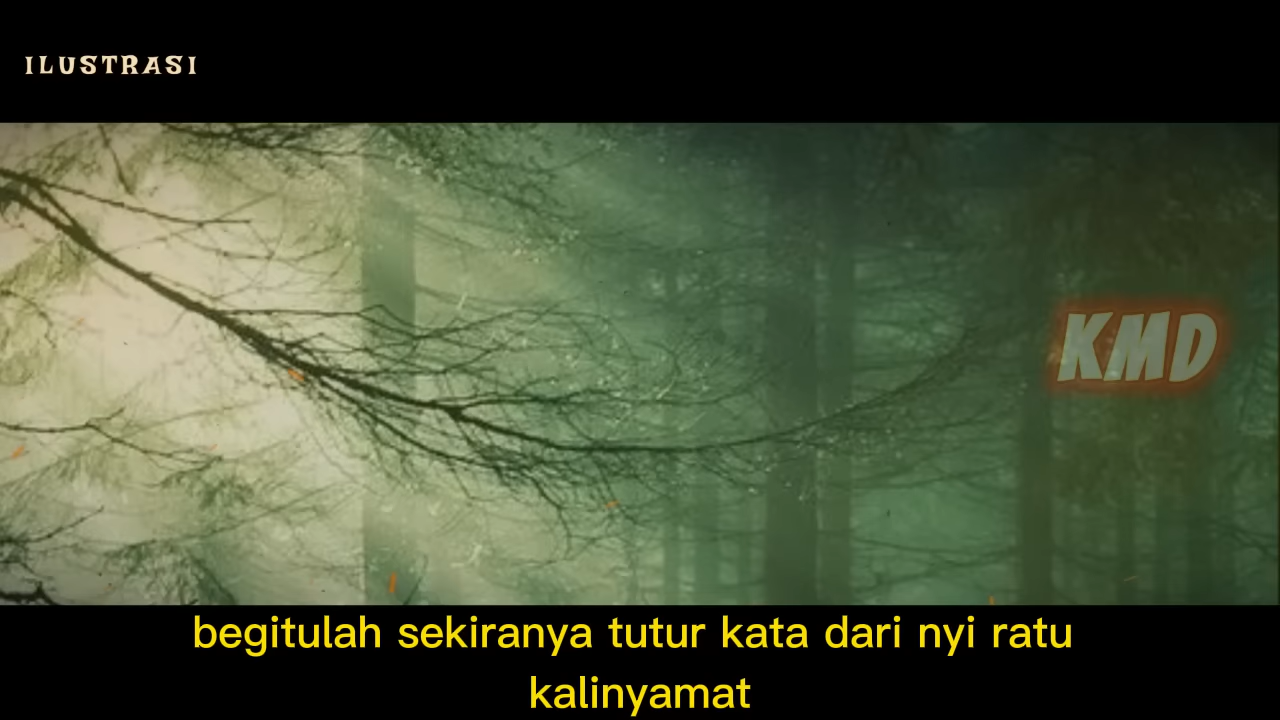 ILUSTRASI
KMD
begitulah sekiranya tutur kata dari nyi ratu
kalinyamat